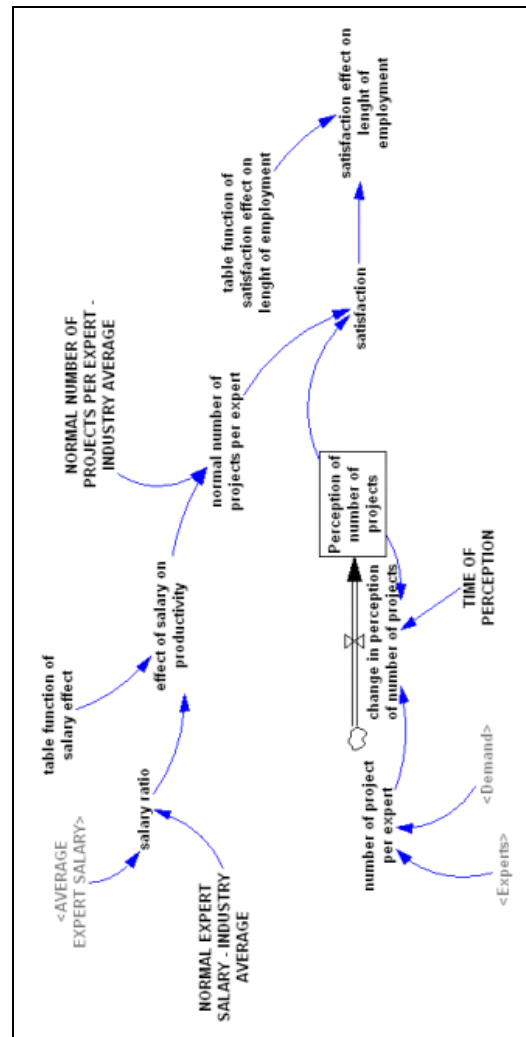 <AVERAGE
EXPERT SALARY>
NORMAL EXPERT
SALARY - INDUSTRY
AVERAGE
salary ratio
table function of
salary effect
effect of salary on
productivity
NORMAL NUMBER OF
PROJECTS PER EXPERT -
INDUSTRY AVERAGE
normal number of
projects per expert
table function of
satisfaction effect on
lenght of employment
satisfaction
satisfaction effect on
lenght of
employment
Perception of
number of
projects
change in perception
of number of projects
TIME OF
PERCEPTION
number of project
per expert
<Demand>
<Experts>